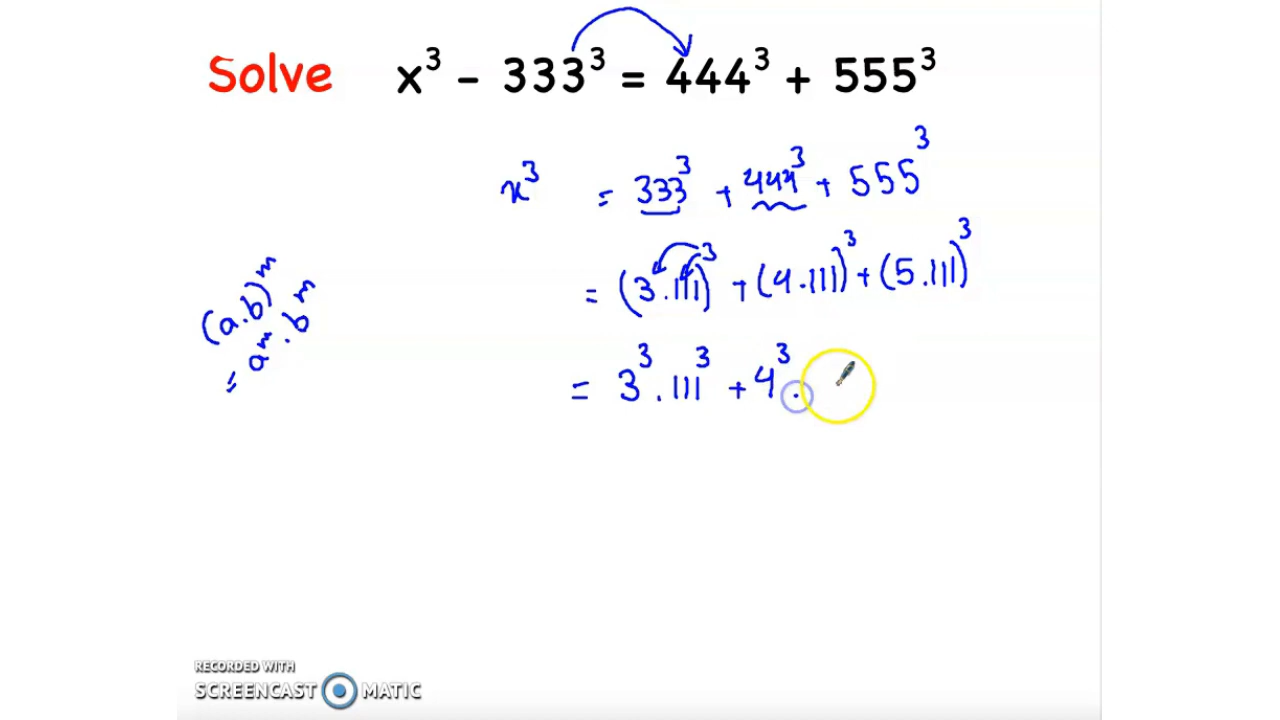 Solve x³ - 333³ = 444³ + 555³
x³ = 333³ + 444³ + 555³
= (3.111)³ + (4.111)³ + (5.111)³
(a.b)ᵐ
= aᵐ.bᵐ
= 3³.111³ + 4³.
RECORDED WITH
SCREENCAST MATIC